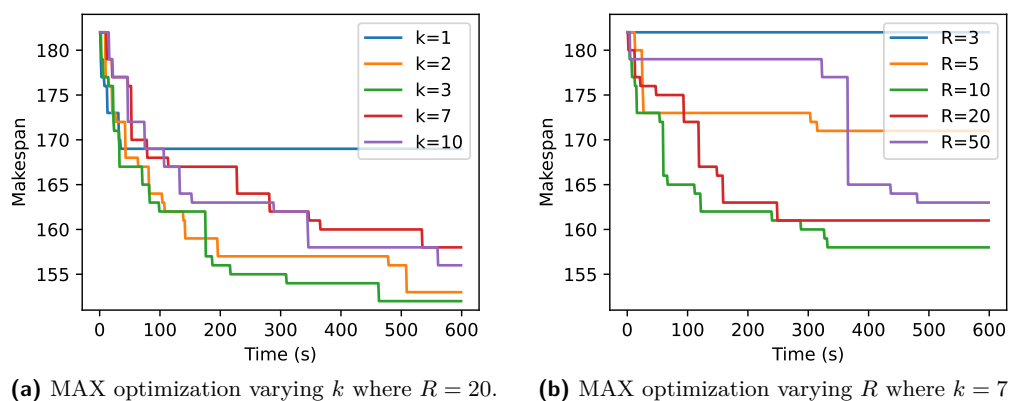 180
175
170
165
160
155
Makespan
0 100 200 300 400 500 600
Time (s)
k=1
k=2
k=3
k=7
k=10
(a) MAX optimization varying k where R = 20.
180
175
170
165
160
155
Makespan
0 100 200 300 400 500 600
Time (s)
R=3
R=5
R=10
R=20
R=50
(b) MAX optimization varying R where k = 7